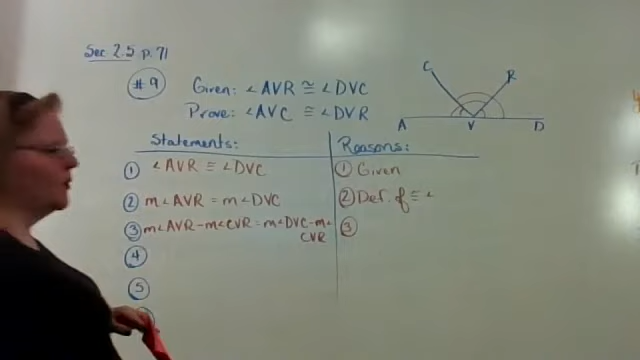 Sec 2.5 p.71
#9 Given: ∠AVR ≅ ∠DVC
Prove: ∠AVC ≅ ∠DVR
C R
A V D
Statements: Reasons:
① ∠AVR ≅ ∠DVC ① Given
② m∠AVR = m∠DVC ② Def. of ≅ ∠
③ m∠AVR − m∠CVR = m∠DVC − m∠ ③
CVR
④
⑤